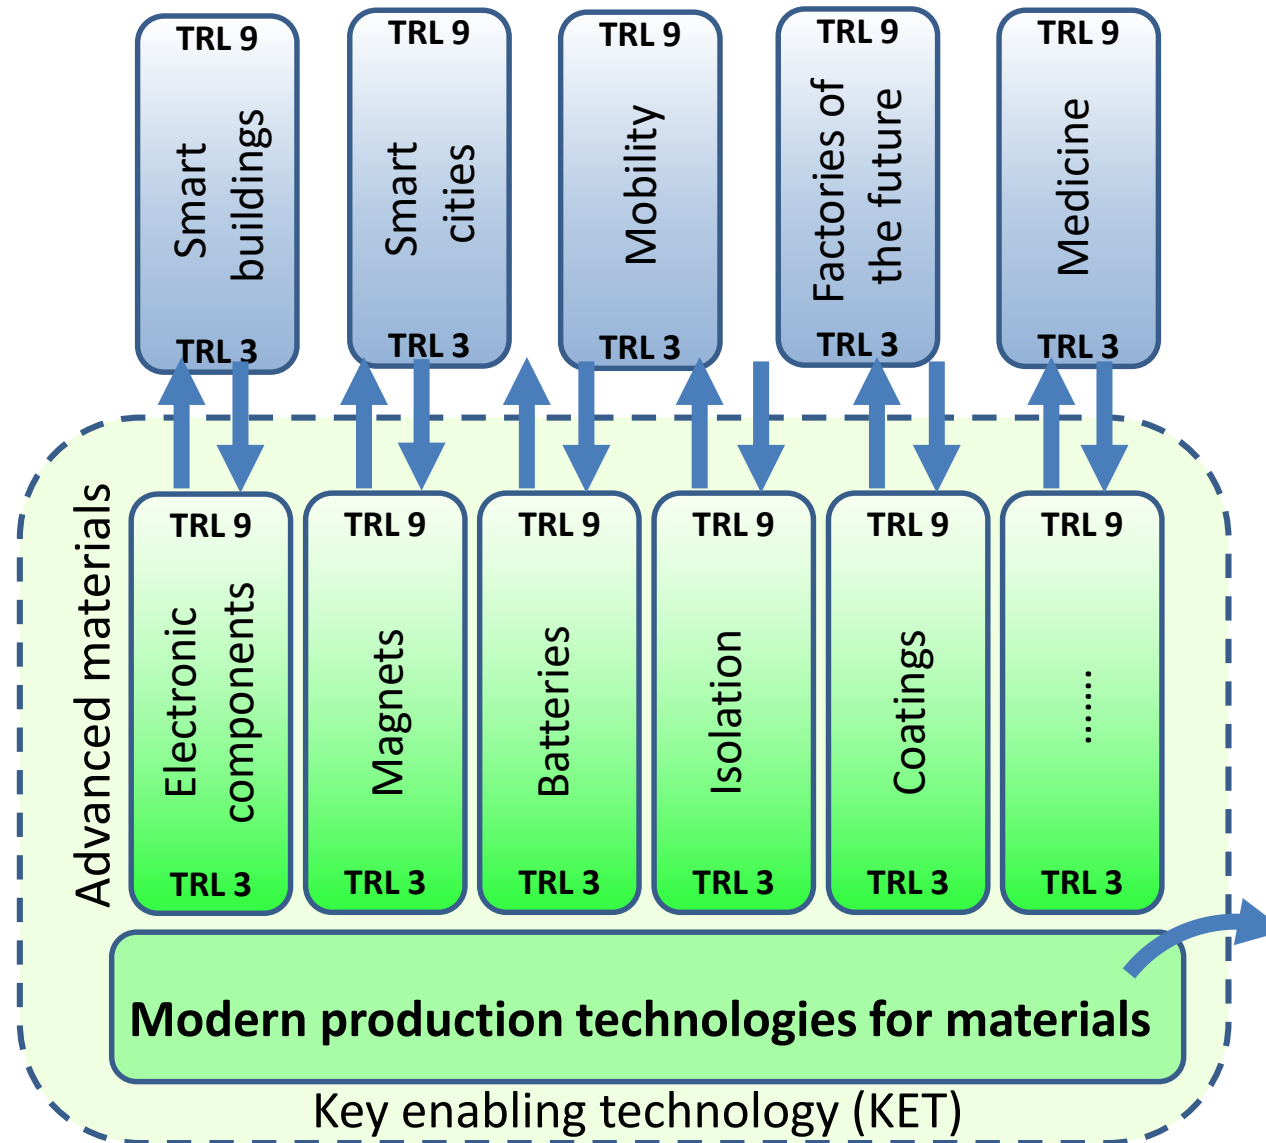 TRL 9
Smart
buildings
TRL 3
TRL 9
Smart
cities
TRL 3
TRL 9
Mobility
TRL 3
TRL 9
Factories of
the future
TRL 3
TRL 9
Medicine
TRL 3
Advanced materials
TRL 9
Electronic
components
TRL 3
TRL 9
Magnets
TRL 3
TRL 9
Batteries
TRL 3
TRL 9
Isolation
TRL 3
TRL 9
Coatings
TRL 3
TRL 9
.......
TRL 3
Modern production technologies for materials
Key enabling technology (KET)